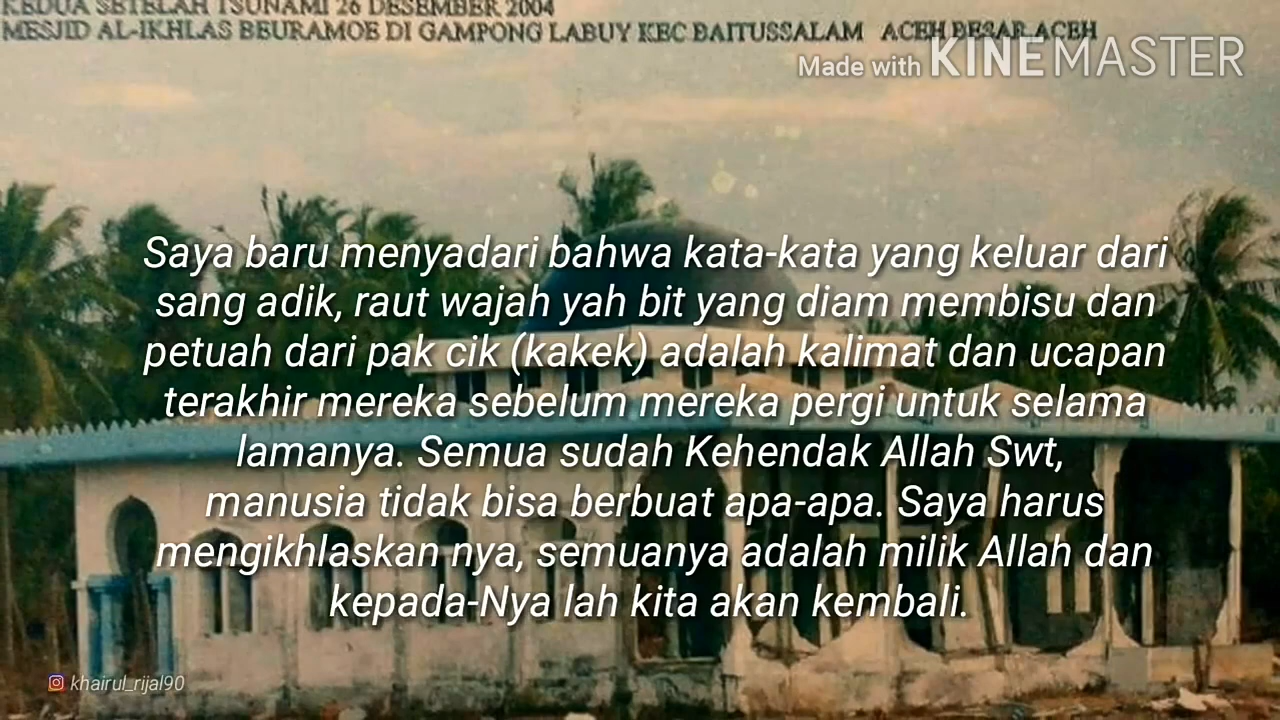 KEDUA SETELAH TSUNAMI 26 DESEMBER 2004
MESJID AL-IKHLAS BEURAMOE DI GAMPONG LABUY KEC BAITUSSALAM ACEH BESAR ACEH
Made with KINEMASTER
Saya baru menyadari bahwa kata-kata yang keluar dari
sang adik, raut wajah yah bit yang diam membisu dan
petuah dari pak cik (kakek) adalah kalimat dan ucapan
terakhir mereka sebelum mereka pergi untuk selama
lamanya. Semua sudah Kehendak Allah Swt,
manusia tidak bisa berbuat apa-apa. Saya harus
mengikhlaskan nya, semuanya adalah milik Allah dan
kepada-Nya lah kita akan kembali.
khairul_rijal90